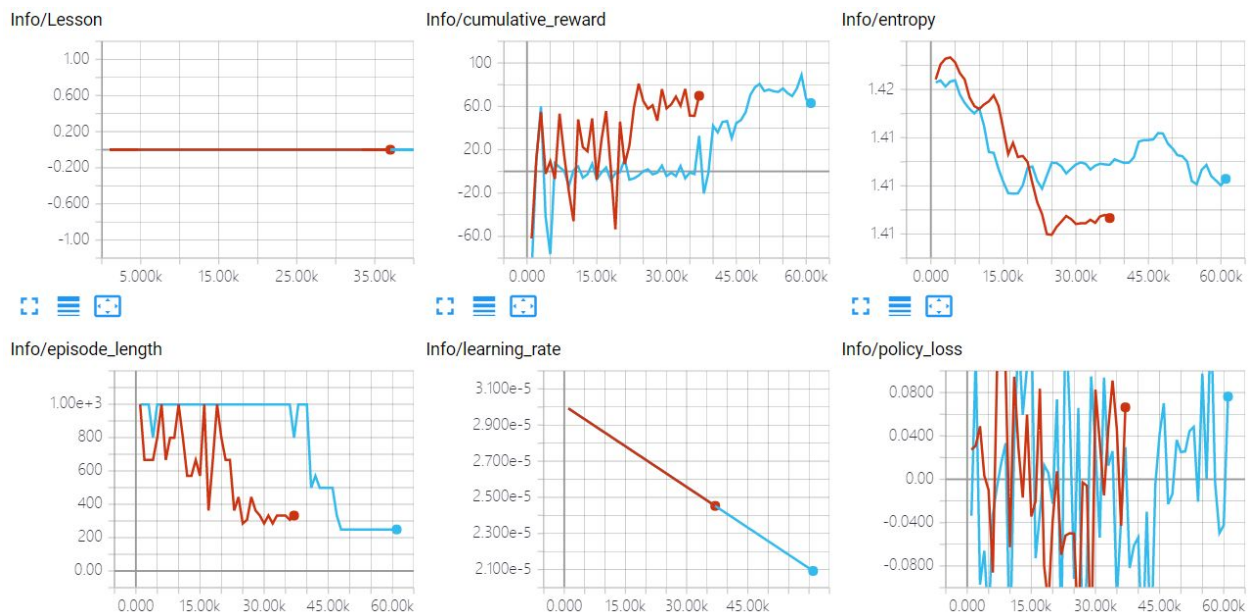 Info/Lesson
1.00
0.600
0.200
-0.200
-0.600
-1.00
5.000k 15.00k 25.00k 35.00k
Info/cumulative_reward
100
60.0
20.0
-20.0
-60.0
0.000 15.00k 30.00k 45.00k 60.00k
Info/entropy
1.42
1.41
1.41
1.41
0.000 15.00k 30.00k 45.00k 60.00k
Info/episode_length
1.00e+3
800
600
400
200
0.00
0.000 15.00k 30.00k 45.00k 60.00k
Info/learning_rate
3.100e-5
2.900e-5
2.700e-5
2.500e-5
2.300e-5
2.100e-5
0.000 15.00k 30.00k 45.00k
Info/policy_loss
0.0800
0.0400
0.00
-0.0400
-0.0800
0.000 15.00k 30.00k 45.00k 60.00k